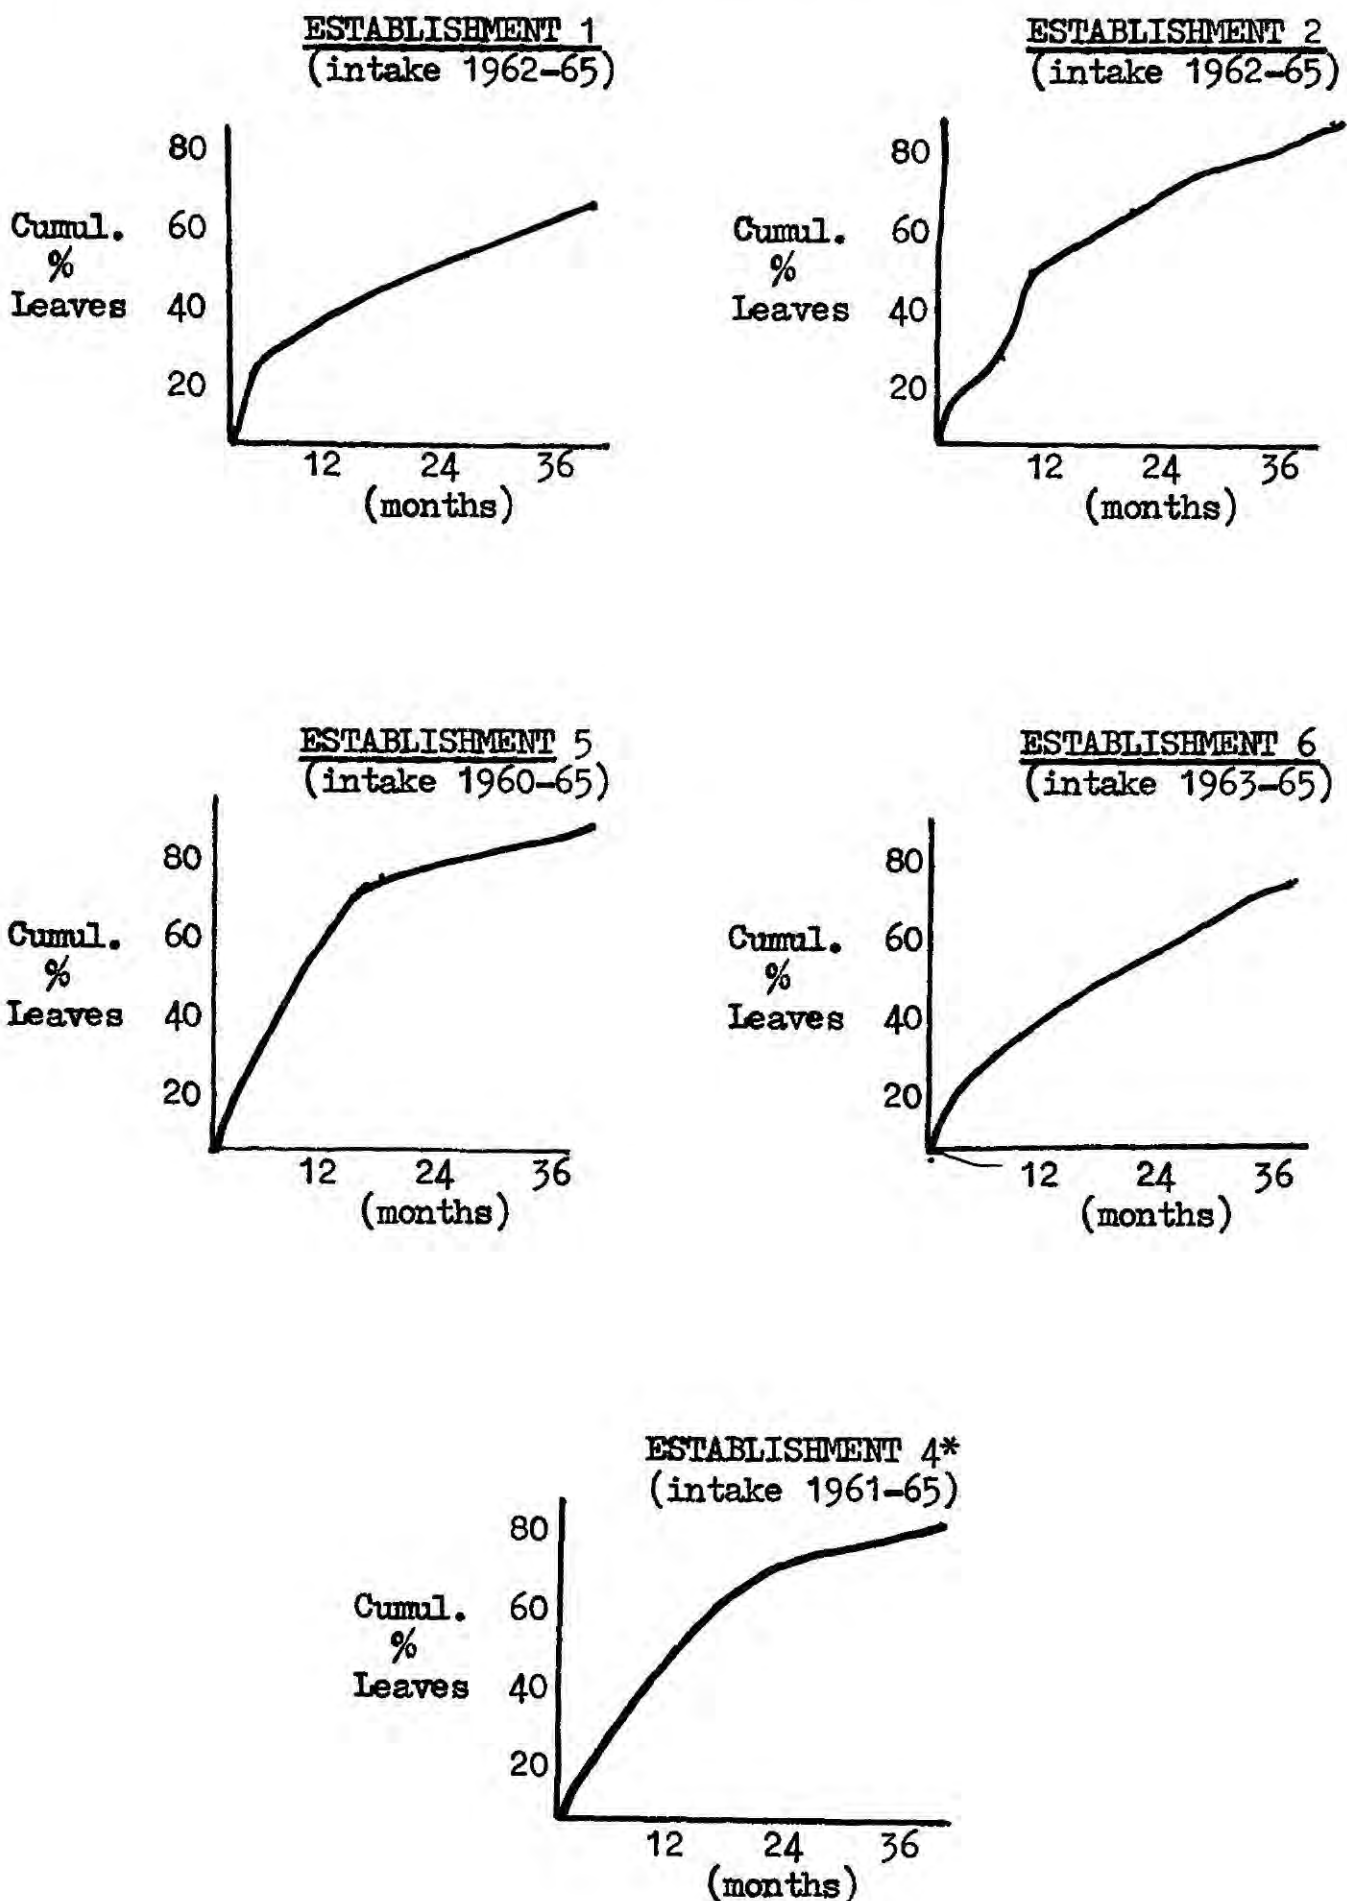 ESTABLISHMENT 1
(intake 1962-65)
80
60
40
20
Cumul.
%
Leaves
12 24 36
(months)
ESTABLISHMENT 2
(intake 1962-65)
80
60
40
20
Cumul.
%
Leaves
12 24 36
(months)
ESTABLISHMENT 5
(intake 1960-65)
80
60
40
20
Cumul.
%
Leaves
12 24 36
(months)
ESTABLISHMENT 6
(intake 1963-65)
80
60
40
20
Cumul.
%
Leaves
12 24 36
(months)
ESTABLISHMENT 4*
(intake 1961-65)
80
60
40
20
Cumul.
%
Leaves
12 24 36
(months)